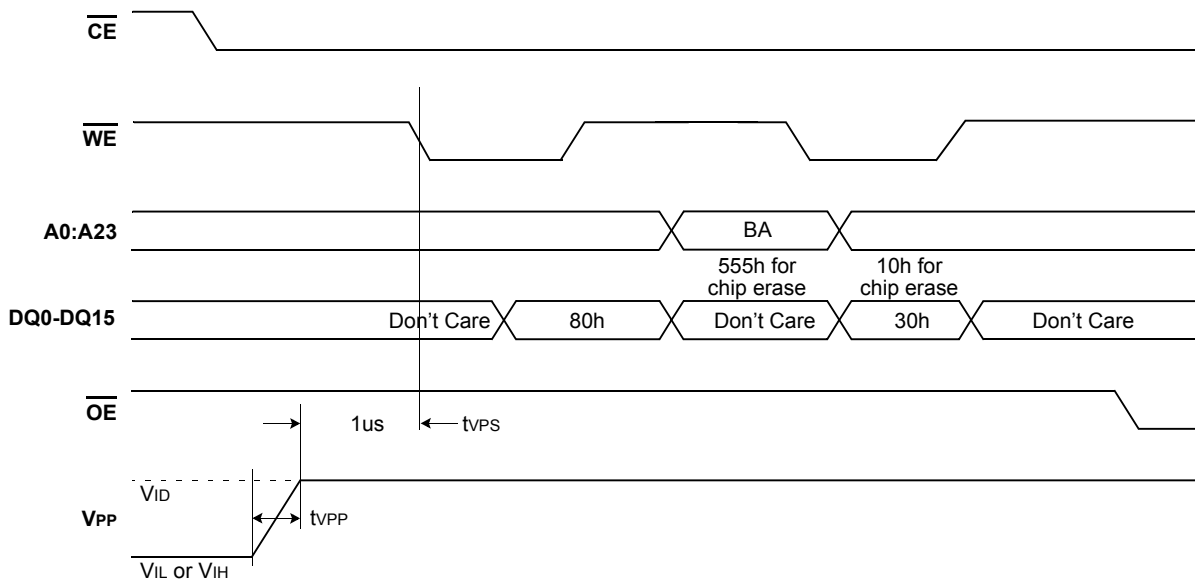 CE
WE
A0:A23
BA
555h for
chip erase
10h for
chip erase
DQ0-DQ15
Don't Care
80h
Don't Care
30h
Don't Care
OE
1us
tVPS
VID
VPP
tVPP
VIL or VIH